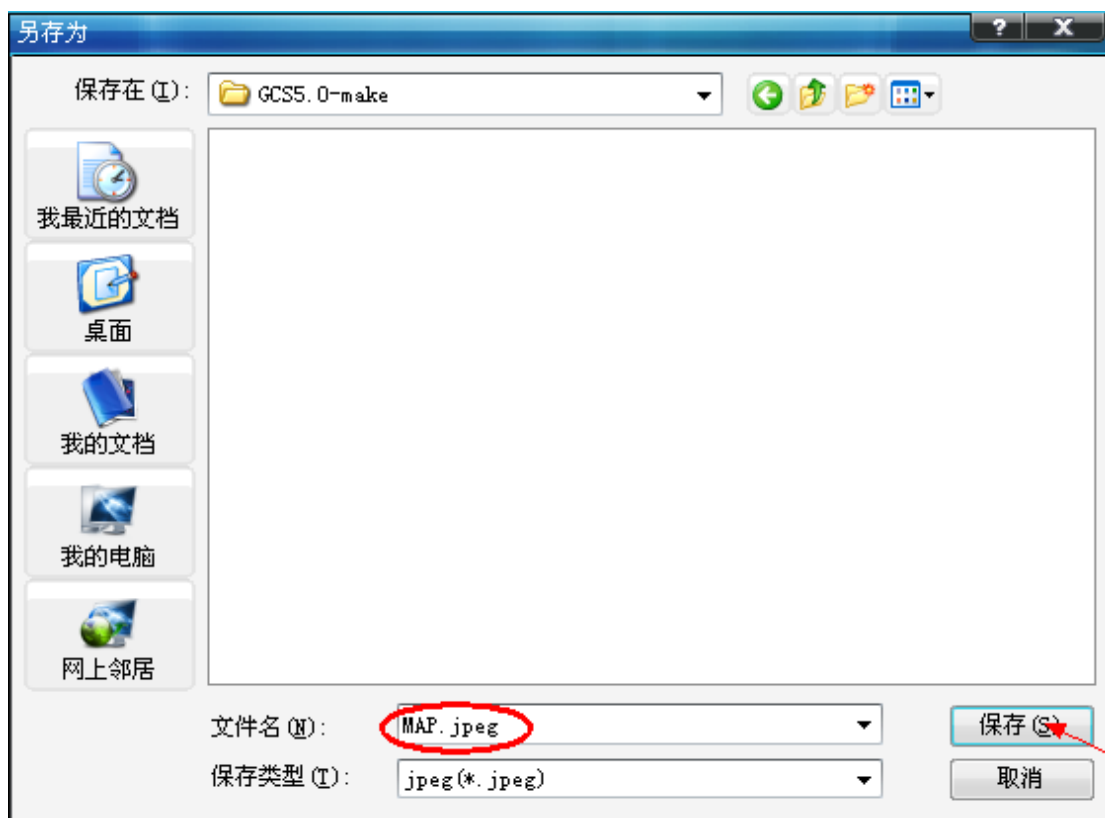 另存为
保存在(I):
GCS5.0-make
我最近的文档
桌面
我的文档
我的电脑
网上邻居
文件名(N):
MAP.jpeg
保存(S)
保存类型(T):
jpeg(*.jpeg)
取消